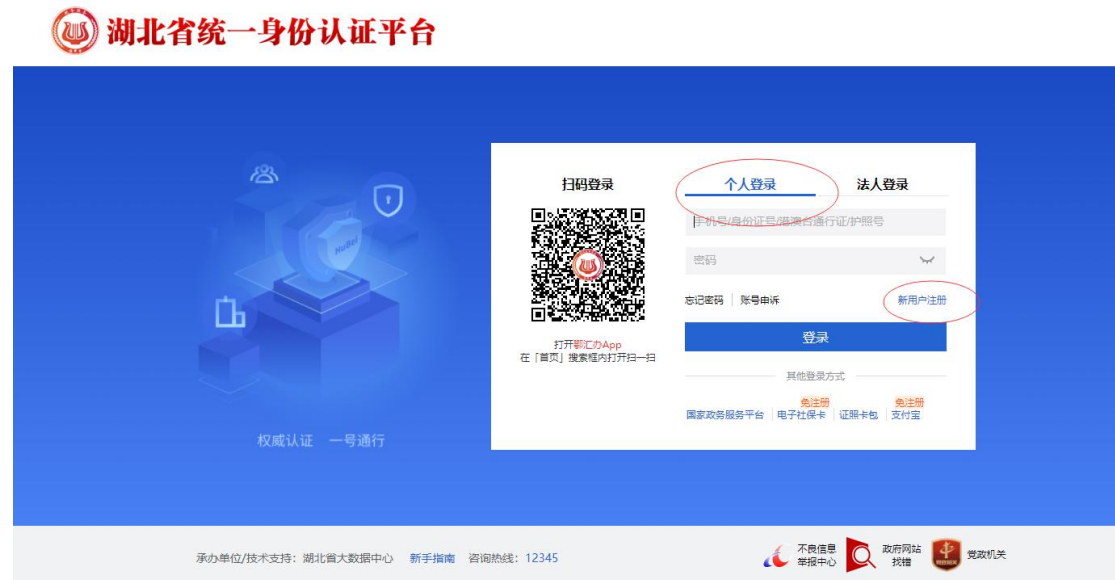 湖北省统一身份认证平台
HuBei
权威认证 一号通行
扫码登录
打开鄂汇办App
在「首页」搜索框内打开扫一扫
个人登录 法人登录
手机号/身份证号/港澳台通行证/护照号
密码
忘记密码 账号申诉 新用户注册
登录
其他登录方式
免注册 免注册
国家政务服务平台 电子社保卡 证照卡包 支付宝
承办单位/技术支持：湖北省大数据中心 新手指南 咨询热线：12345
不良信息
举报中心
政府网站
找错
党政机关